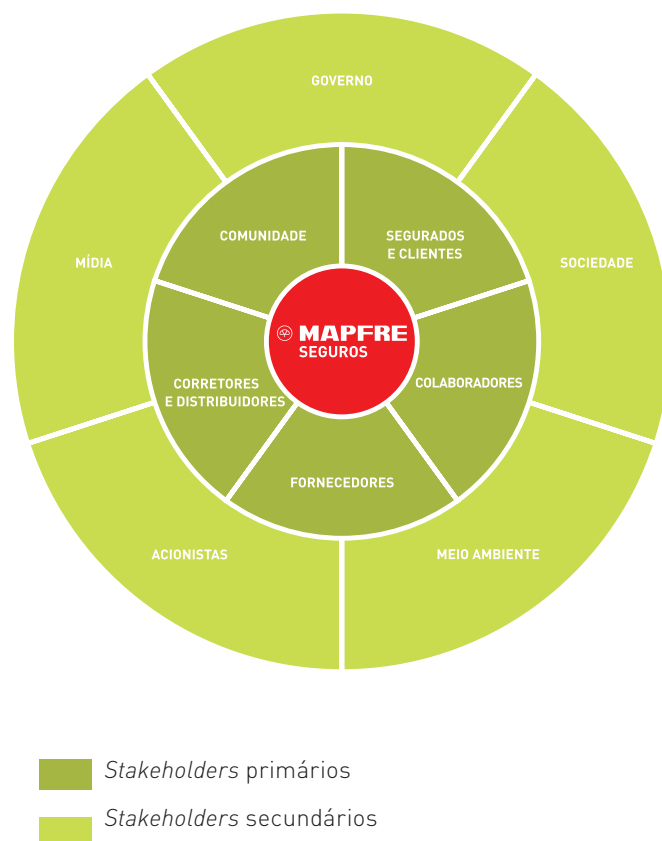 GOVERNO
COMUNIDADE
SEGURADOS
E CLIENTES
MÍDIA
SOCIEDADE
MAPFRE
SEGUROS
CORRETORES
E DISTRIBUIDORES
COLABORADORES
FORNECEDORES
ACIONISTAS
MEIO AMBIENTE
Stakeholders primários
Stakeholders secundários